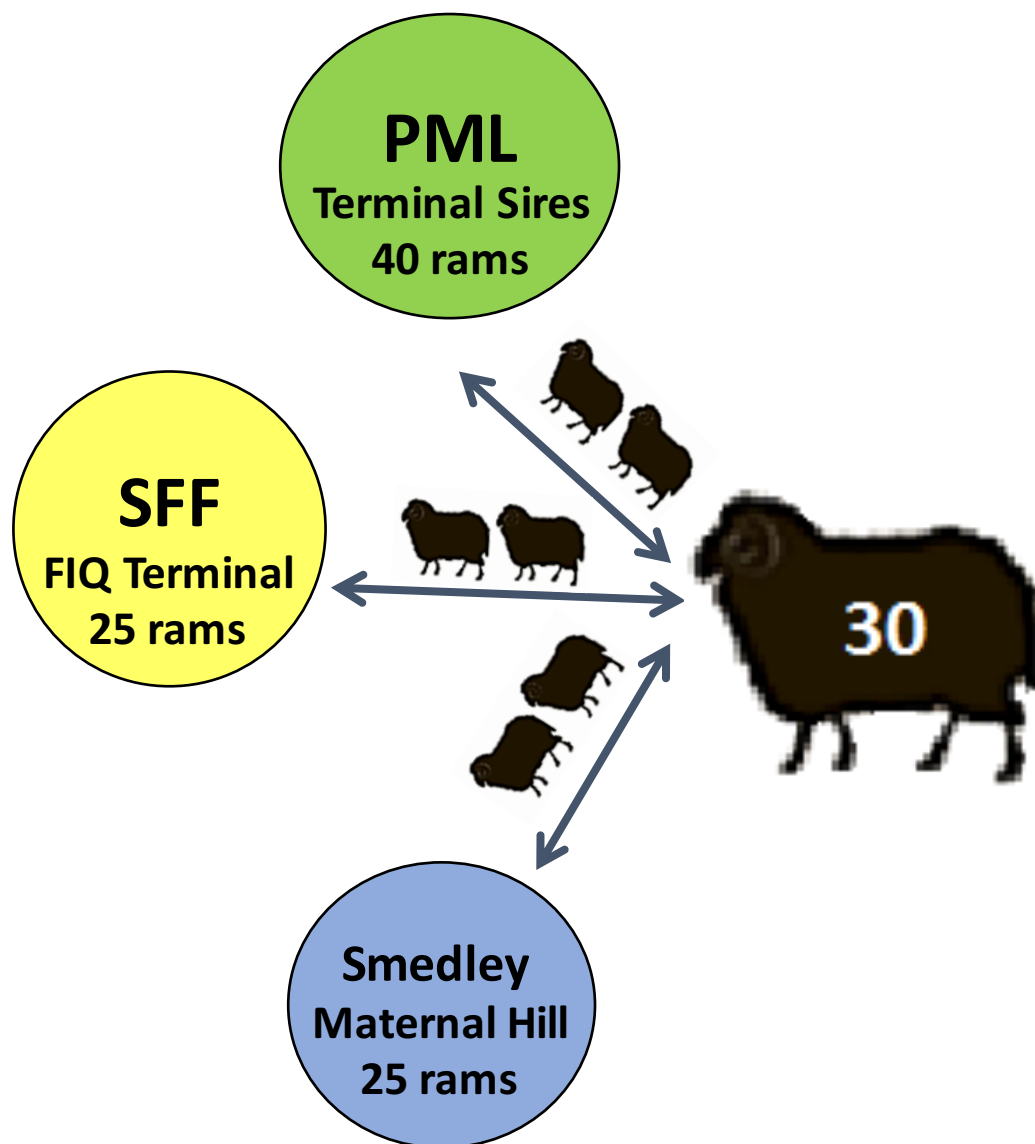 PML
Terminal Sires
40 rams
SFF
FIQ Terminal
25 rams
30
Smedley
Maternal Hill
25 rams